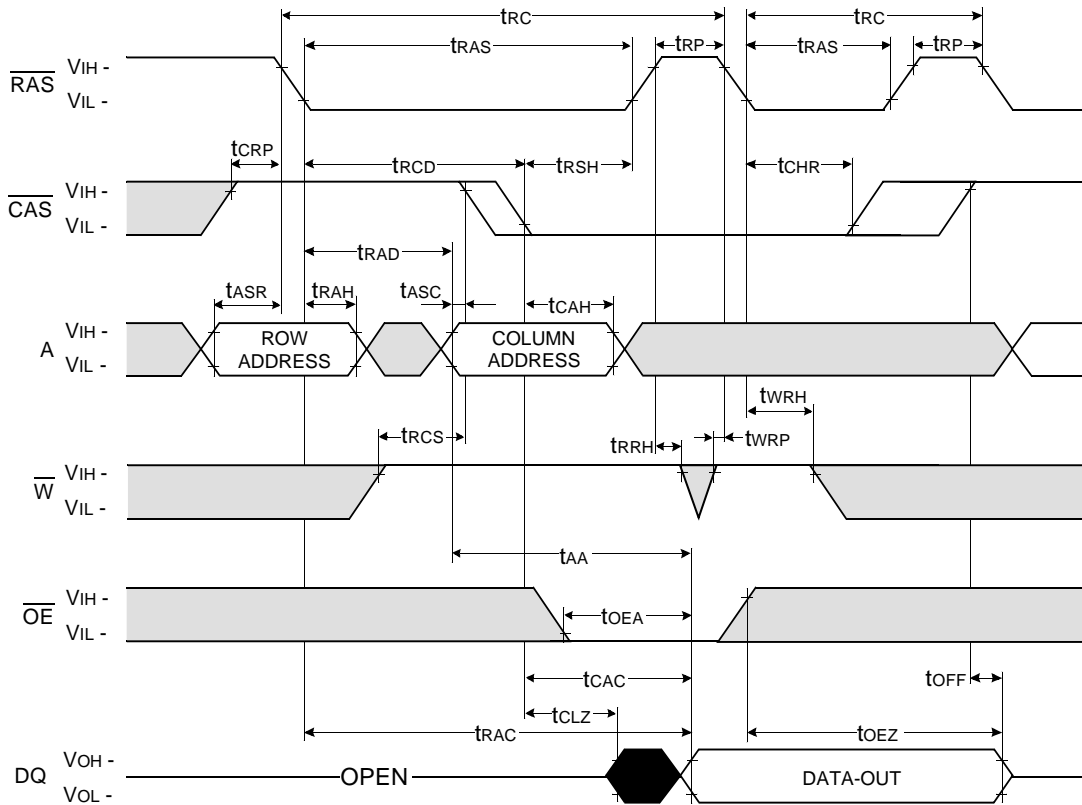 tRC tRC
tRAS tRP tRAS tRP
RAS VIH -
VIL -
tCRP tRCD tRSH tCHR
CAS VIH -
VIL -
tRAD
tASR tRAH tASC tCAH
A VIH -
VIL -
ROW ADDRESS
COLUMN ADDRESS
tWRH
tRCS tRRH tWRP
W VIH -
VIL -
tAA
OE VIH -
VIL -
tOEA
tCAC tOFF
tCLZ
tRAC tOEZ
DQ VOH -
VOL -
OPEN DATA-OUT